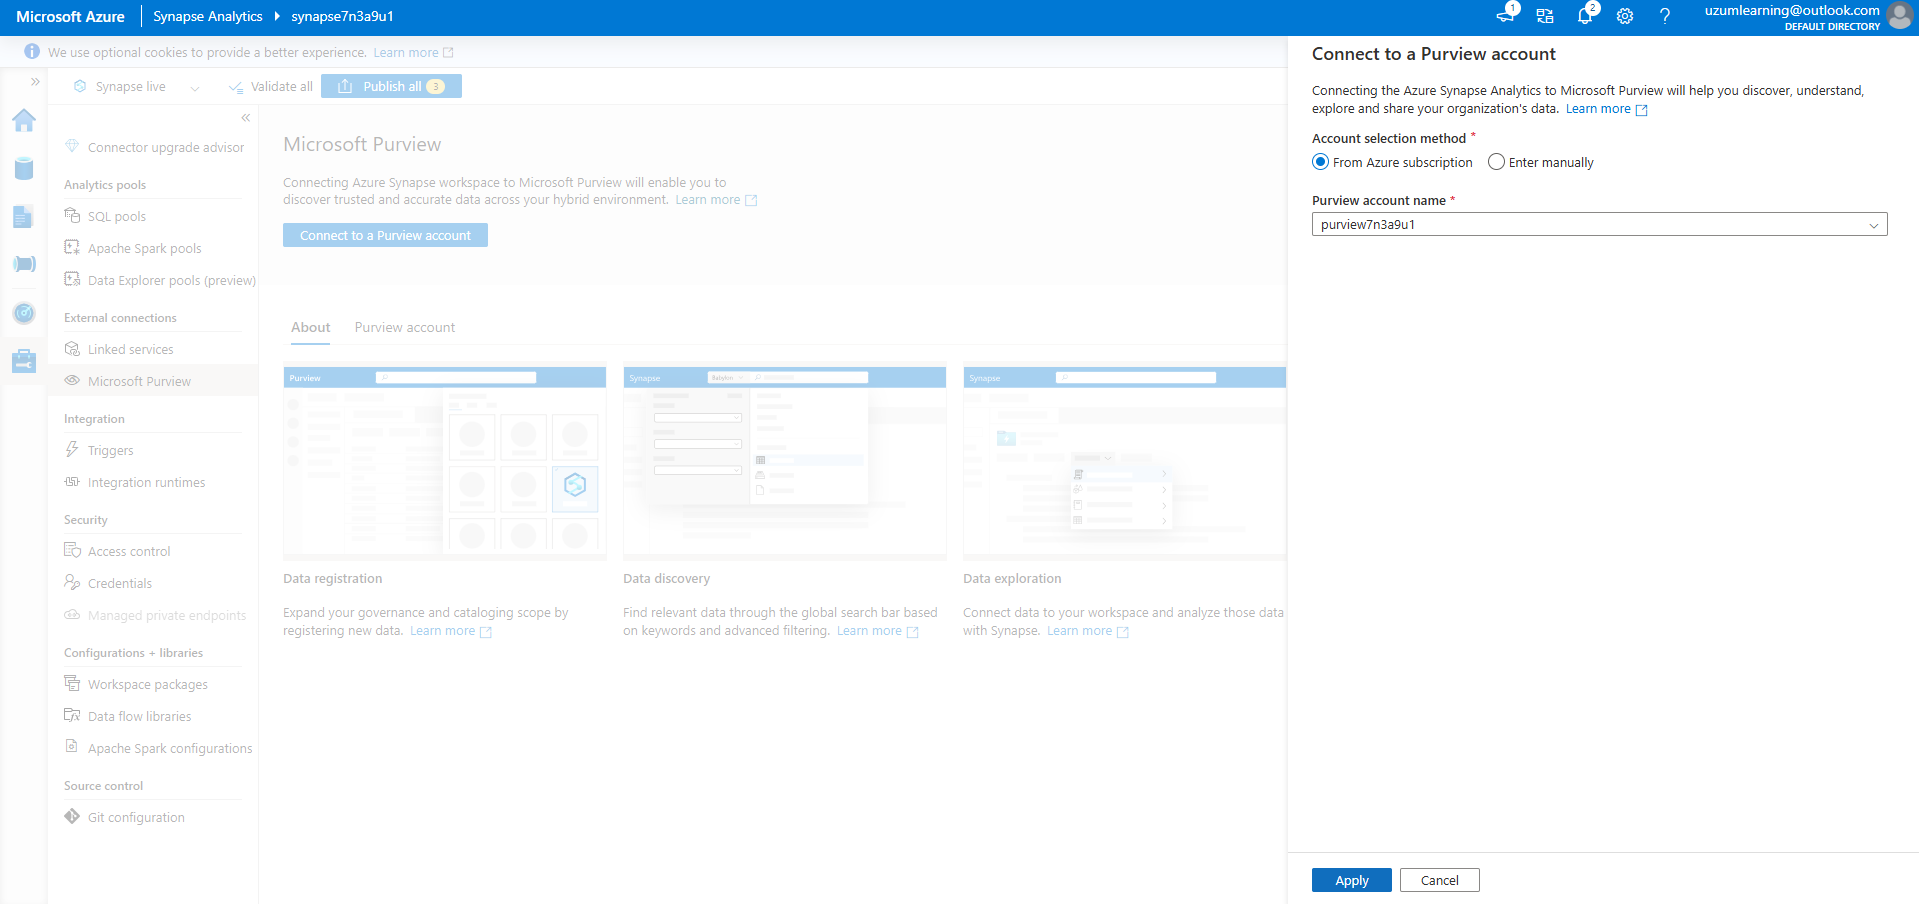 Microsoft Azure
Synapse Analytics
synapse7n3a9u1
1
2
uzumlearning@outlook.com
DEFAULT DIRECTORY
We use optional cookies to provide a better experience. Learn more
Synapse live
Validate all
Publish all 3
Connector upgrade advisor
Analytics pools
SQL pools
Apache Spark pools
Data Explorer pools (preview)
External connections
Linked services
Microsoft Purview
Integration
Triggers
Integration runtimes
Security
Access control
Credentials
Managed private endpoints
Configurations + libraries
Workspace packages
Data flow libraries
Apache Spark configurations
Source control
Git configuration
Microsoft Purview
Connecting Azure Synapse workspace to Microsoft Purview will enable you to
discover trusted and accurate data across your hybrid environment. Learn more
Connect to a Purview account
About
Purview account
Purview
Data registration
Expand your governance and cataloging scope by
registering new data. Learn more
Synapse
Babylon
Data discovery
Find relevant data through the global search bar based
on keywords and advanced filtering. Learn more
Synapse
Data exploration
Connect data to your workspace and analyze those data
with Synapse. Learn more
Connect to a Purview account
Connecting the Azure Synapse Analytics to Microsoft Purview will help you discover, understand,
explore and share your organization's data. Learn more
Account selection method *
From Azure subscription
Enter manually
Purview account name *
purview7n3a9u1
Apply
Cancel